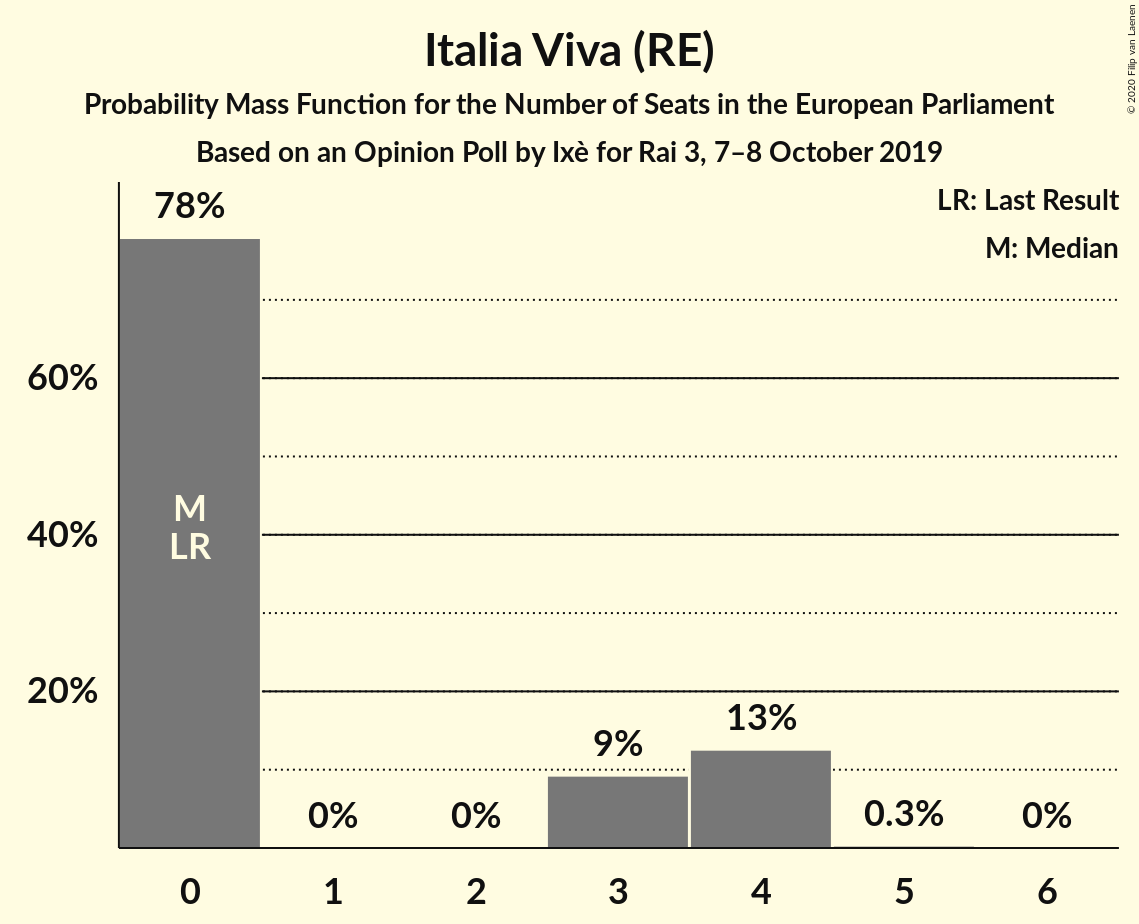 Italia Viva (RE)
Probability Mass Function for the Number of Seats in the European Parliament
Based on an Opinion Poll by Ixè for Rai 3, 7–8 October 2019
© 2020 Filip van Laenen
LR: Last Result
M: Median
78%
60%
40%
20%
M
LR
0%
0%
9%
13%
0.3%
0%
0
1
2
3
4
5
6